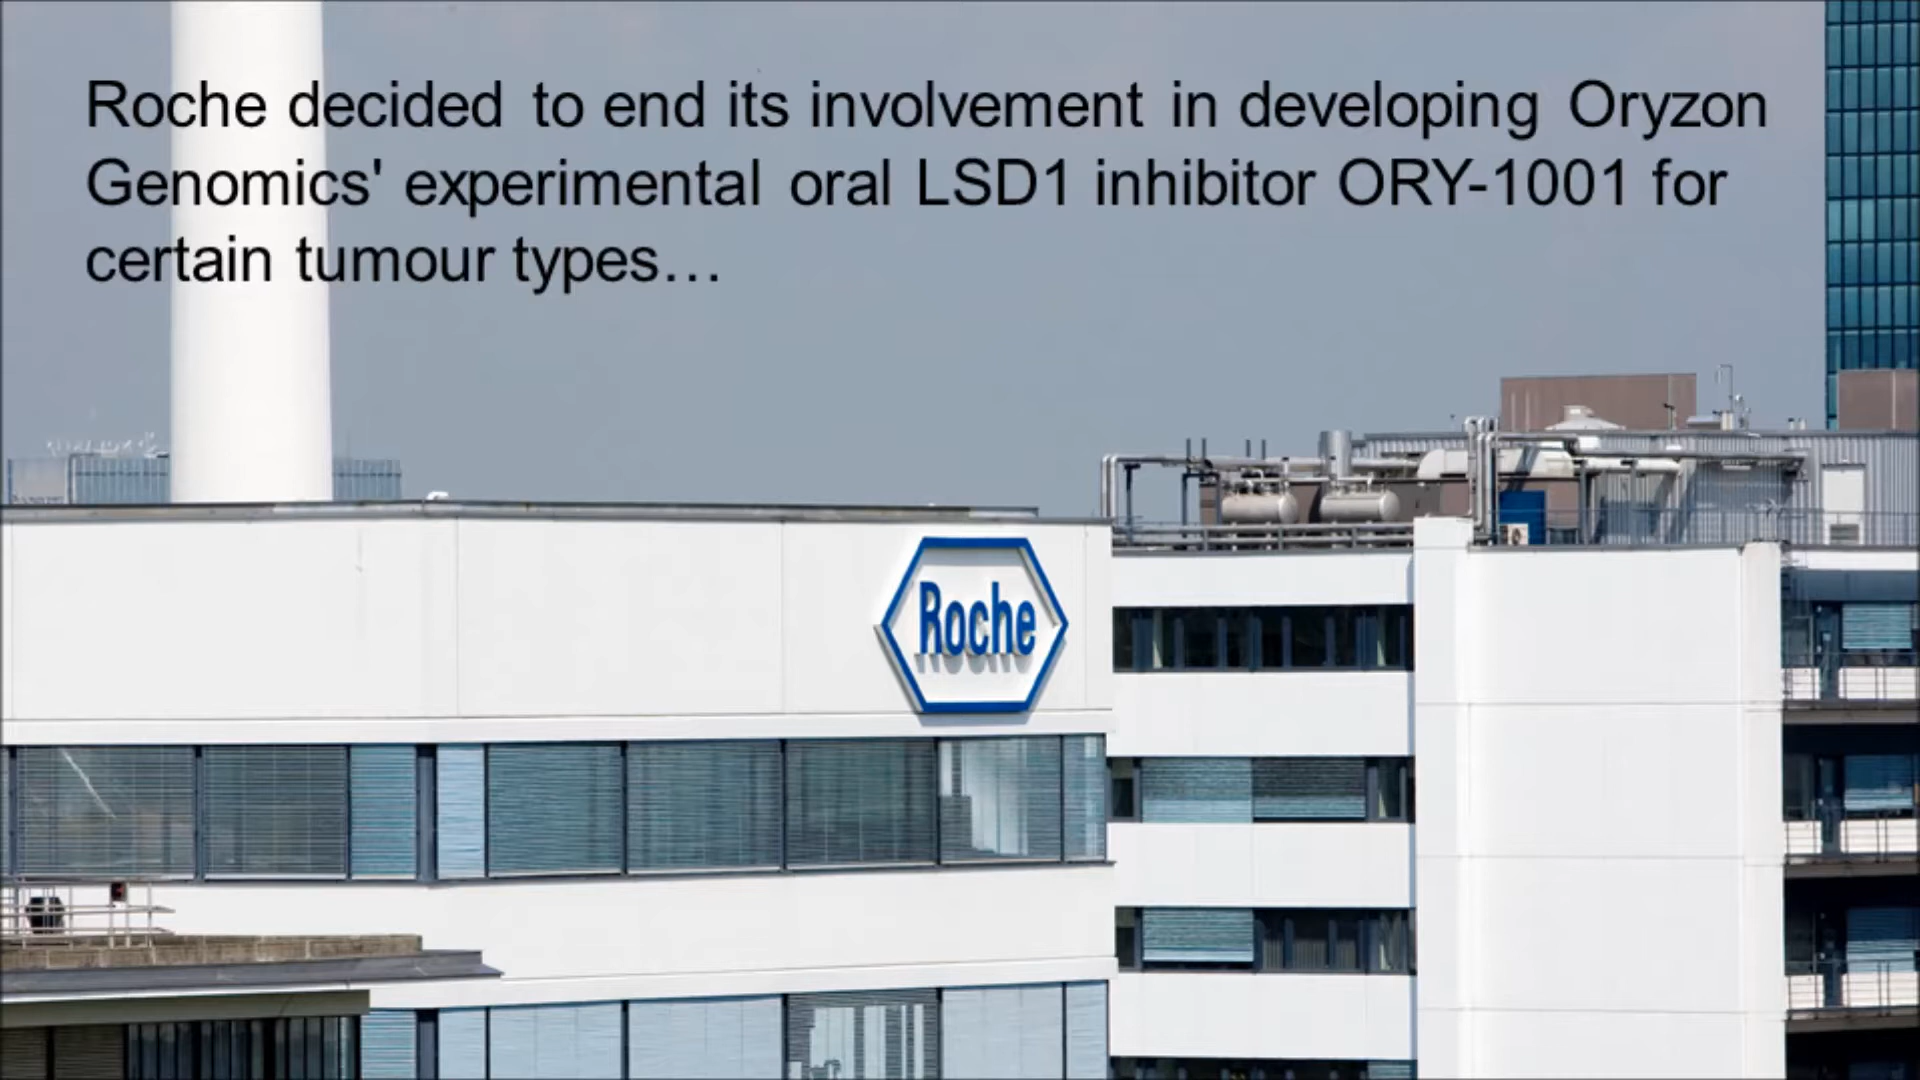 Roche decided to end its involvement in developing Oryzon
Genomics' experimental oral LSD1 inhibitor ORY-1001 for
certain tumour types…
Roche